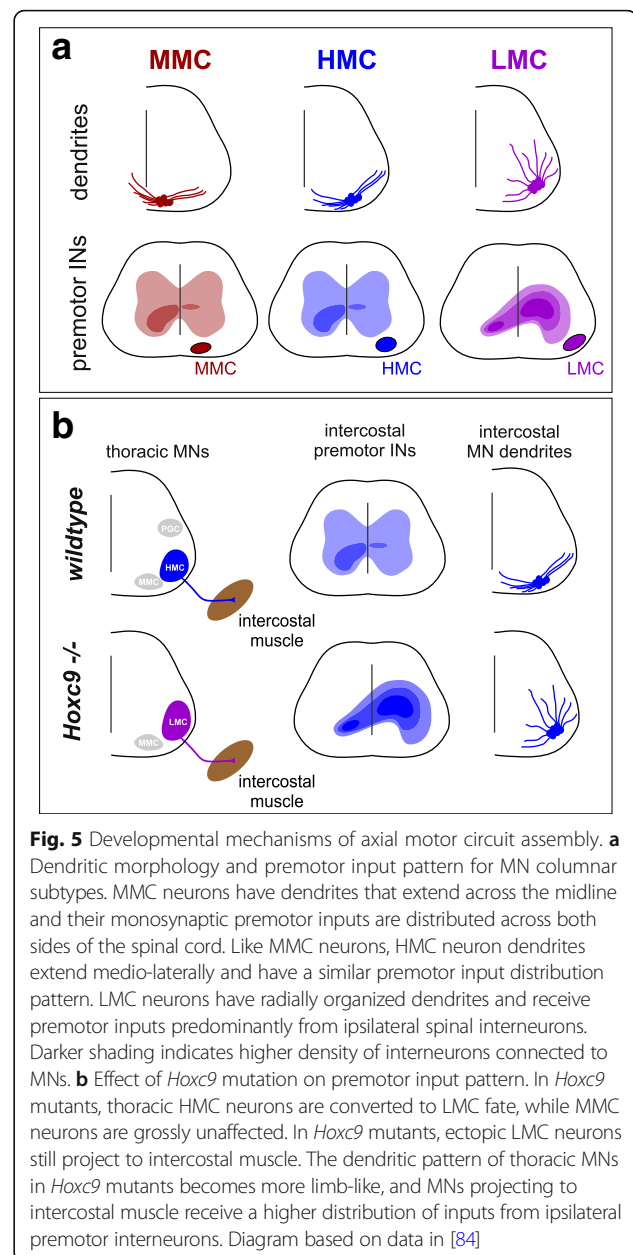 a
MMC
HMC
LMC
dendrites
premotor INs
MMC
HMC
LMC
b
thoracic MNs
intercostal
premotor INs
intercostal
MN dendrites
wildtype
PGC
HMC
MMC
intercostal
muscle
Hoxc9 -/-
LMC
MMC
intercostal
muscle
Fig. 5 Developmental mechanisms of axial motor circuit assembly. a
Dendritic morphology and premotor input pattern for MN columnar
subtypes. MMC neurons have dendrites that extend across the midline
and their monosynaptic premotor inputs are distributed across both
sides of the spinal cord. Like MMC neurons, HMC neuron dendrites
extend medio-laterally and have a similar premotor input distribution
pattern. LMC neurons have radially organized dendrites and receive
premotor inputs predominantly from ipsilateral spinal interneurons.
Darker shading indicates higher density of interneurons connected to
MNs. b Effect of Hoxc9 mutation on premotor input pattern. In Hoxc9
mutants, thoracic HMC neurons are converted to LMC fate, while MMC
neurons are grossly unaffected. In Hoxc9 mutants, ectopic LMC neurons
still project to intercostal muscle. The dendritic pattern of thoracic MNs
in Hoxc9 mutants becomes more limb-like, and MNs projecting to
intercostal muscle receive a higher distribution of inputs from ipsilateral
premotor interneurons. Diagram based on data in [84]